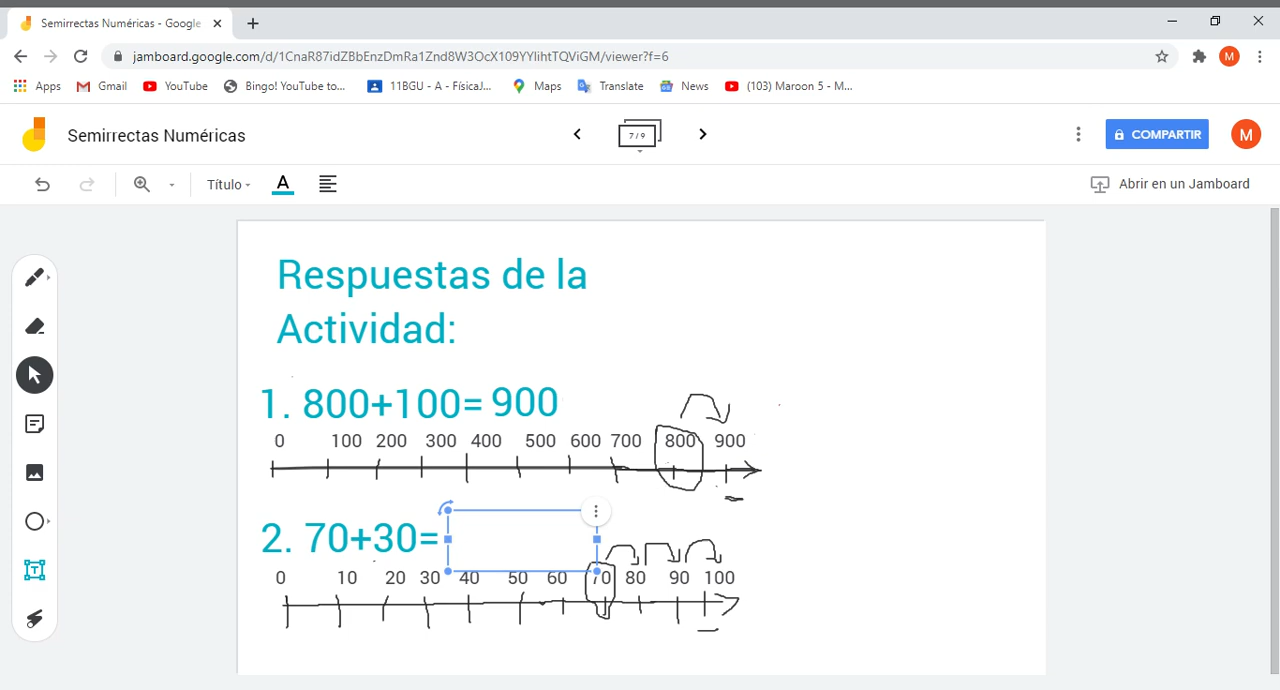 Semirrectas Numéricas - Google
jamboard.google.com/d/1CnaR87idZBbEnzDmRa1Znd8W3OcX109YYlihtTQViGM/viewer?f=6
M
Apps Gmail YouTube Bingo! YouTube to... 11BGU - A - FísicaJ... Maps Translate News (103) Maroon 5 - M...
Semirrectas Numéricas
7 / 9
COMPARTIR
M
Título
A
Abrir en un Jamboard
Respuestas de la
Actividad:
1. 800+100= 900
0 100 200 300 400 500 600 700 800 900
2. 70+30=
0 10 20 30 40 50 60 70 80 90 100